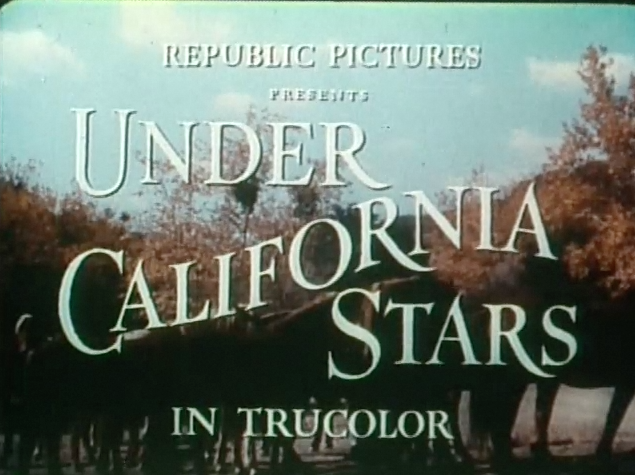 REPUBLIC PICTURES
PRESENTS
UNDER
CALIFORNIA
STARS
IN TRUCOLOR